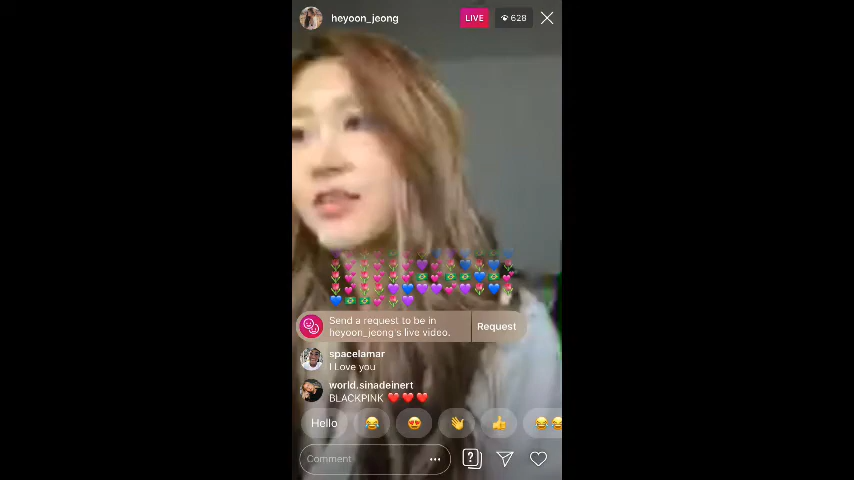 heyoon_jeong
LIVE
628
Send a request to be in
heyoon_jeong's live video.
Request
spacelamar
I Love you
world.sinadeinert
BLACKPINK ❤️ ❤️ ❤️
Hello
Comment